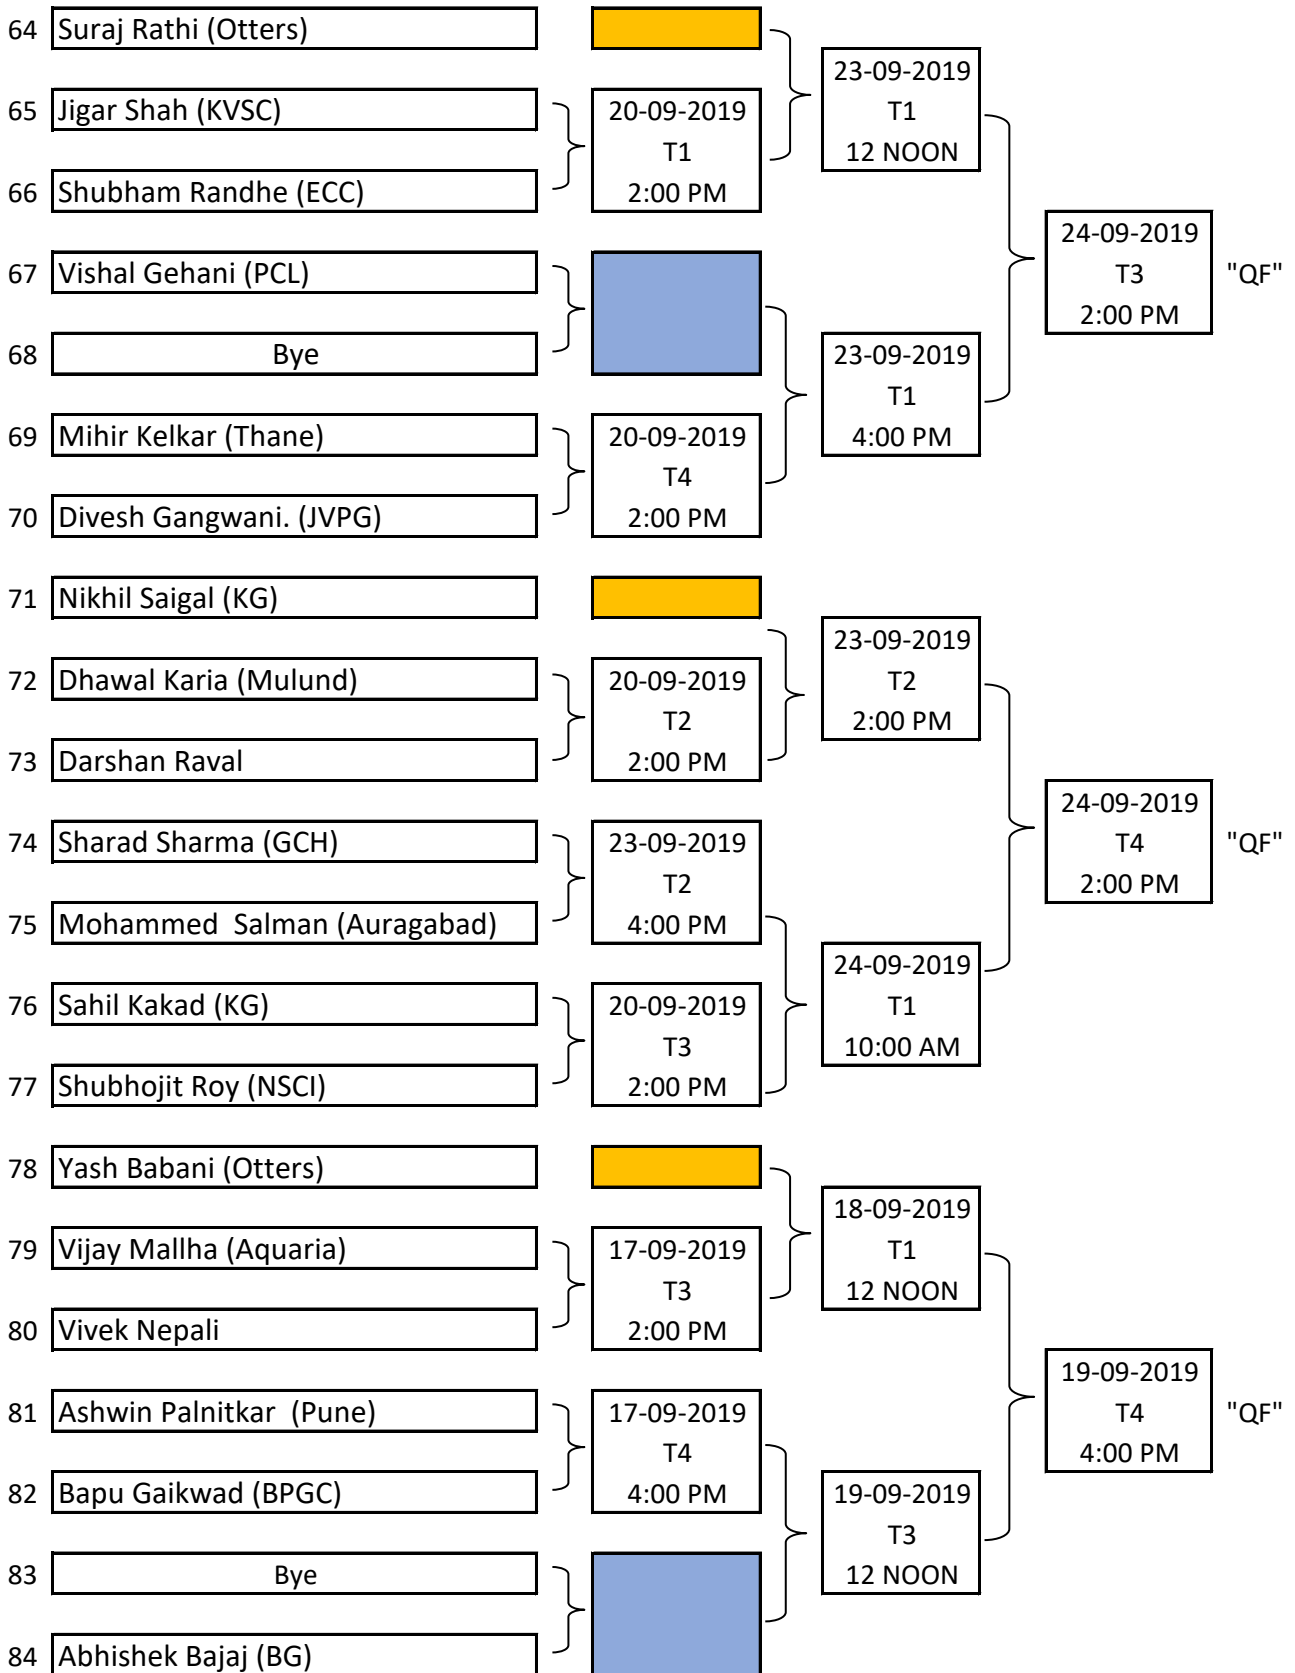 64 Suraj Rathi (Otters)
23-09-2019
65 Jigar Shah (KVSC) 20-09-2019 T1
T1 12 NOON
66 Shubham Randhe (ECC) 2:00 PM
24-09-2019
67 Vishal Gehani (PCL) T3 "QF"
2:00 PM
68 Bye 23-09-2019
T1
69 Mihir Kelkar (Thane) 20-09-2019 4:00 PM
T4
70 Divesh Gangwani. (JVPG) 2:00 PM
71 Nikhil Saigal (KG)
23-09-2019
72 Dhawal Karia (Mulund) 20-09-2019 T2
T2 2:00 PM
73 Darshan Raval 2:00 PM
24-09-2019
74 Sharad Sharma (GCH) 23-09-2019 T4 "QF"
T2 2:00 PM
75 Mohammed  Salman (Auragabad) 4:00 PM
24-09-2019
76 Sahil Kakad (KG) 20-09-2019 T1
T3 10:00 AM
77 Shubhojit Roy (NSCI) 2:00 PM
78 Yash Babani (Otters)
18-09-2019
79 Vijay Mallha (Aquaria) 17-09-2019 T1
T3 12 NOON
80 Vivek Nepali 2:00 PM
19-09-2019
81 Ashwin Palnitkar  (Pune) 17-09-2019 T4 "QF"
T4 4:00 PM
82 Bapu Gaikwad (BPGC) 4:00 PM 19-09-2019
T3
83 Bye 12 NOON
84 Abhishek Bajaj (BG)